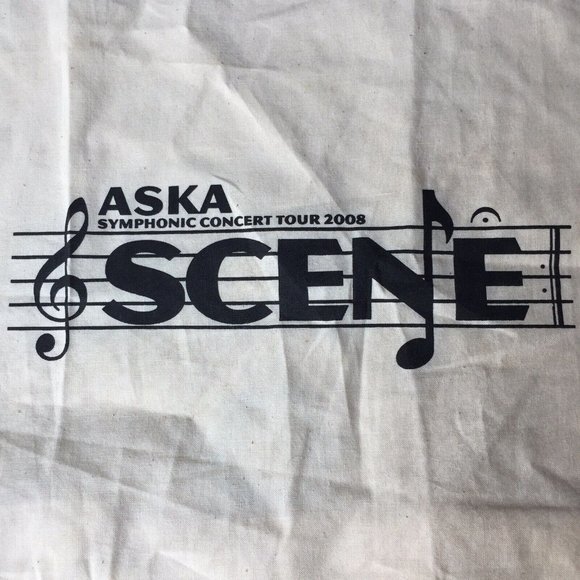 ASKA
SYMPHONIC CONCERT TOUR 2008
SCENE